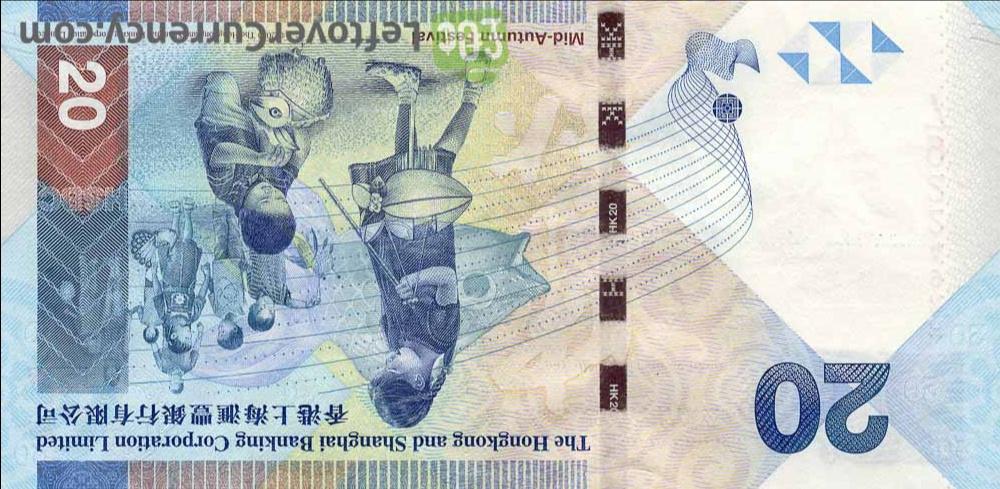 The Hongkong and Shanghai Banking Corporation Limited
香港上海滙豐銀行有限公司
20
HK20
20
Mid-Autumn Festival
LeftoverCurrency.com